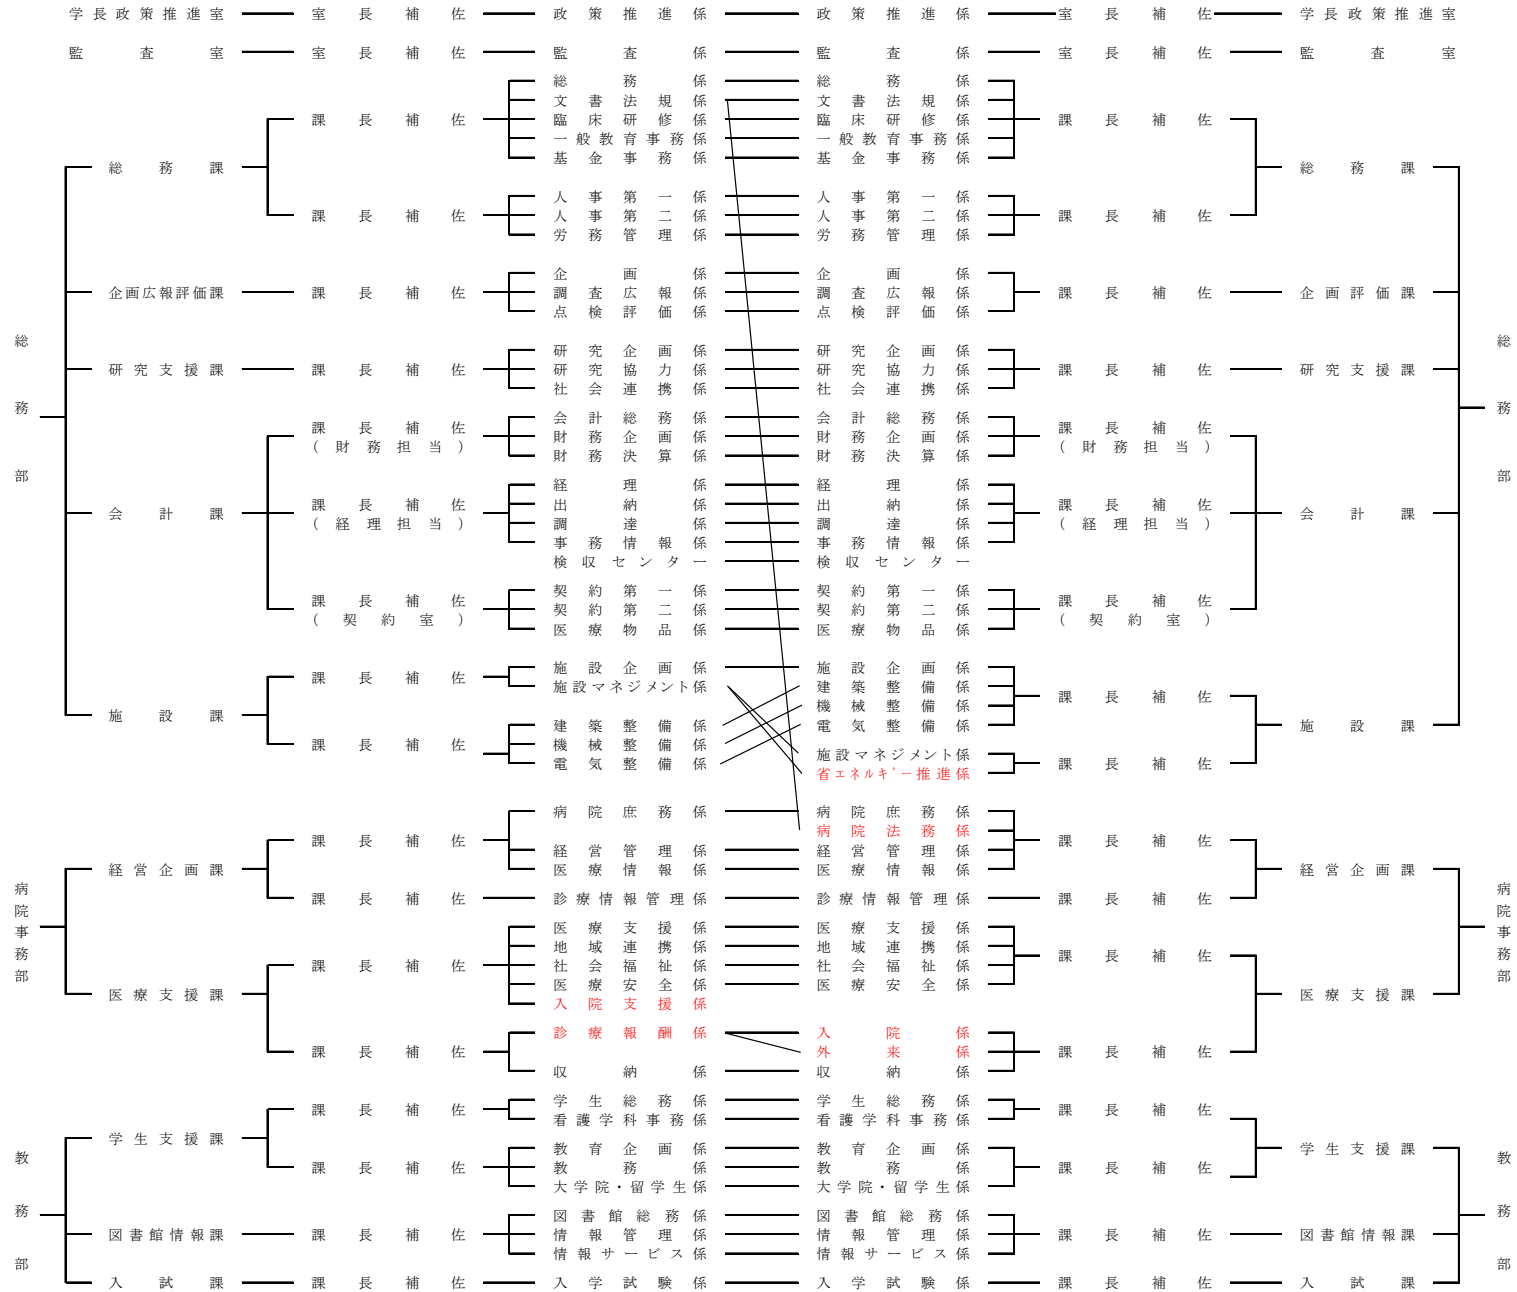 学長政策推進室 室長補佐 政策推進係 政策推進係 室長補佐 学長政策推進室
監査室 室長補佐 監査係 監査係 室長補佐 監査室
総務係 総務係
文書法規係 文書法規係
課長補佐 臨床研修係 臨床研修係 課長補佐
一般教育事務係 一般教育事務係
基金事務係 基金事務係
総務課 総務課
人事第一係 人事第一係
課長補佐 人事第二係 人事第二係 課長補佐
労務管理係 労務管理係
企画係 企画係
企画広報評価課 課長補佐 調査広報係 調査広報係 課長補佐 企画評価課
点検評価係 点検評価係
総務部 総務部
研究企画係 研究企画係
研究支援課 課長補佐 研究協力係 研究協力係 課長補佐 研究支援課
社会連携係 社会連携係
会計総務係 会計総務係
課長補佐 課長補佐
財務企画係 財務企画係
(財務担当) (財務担当)
財務決算係 財務決算係
経理係 経理係
課長補佐 出納係 出納係 課長補佐
会計課 会計課
(経理担当) 調達係 調達係 (経理担当)
事務情報係 事務情報係
検収センター 検収センター
契約第一係 契約第一係
課長補佐 課長補佐
契約第二係 契約第二係
(契約室) (契約室)
医療物品係 医療物品係
施設企画係 施設企画係
課長補佐
施設マネジメント係 建築整備係
課長補佐
機械整備係
施設課 施設課
建築整備係 電気整備係
課長補佐 機械整備係
施設マネジメント係
電気整備係 課長補佐
省エネルギー推進係
病院庶務係 病院庶務係
病院法務係
課長補佐 課長補佐
経営管理係 経営管理係
経営企画課 医療情報係 医療情報係 経営企画課
課長補佐 診療情報管理係 診療情報管理係 課長補佐
病院事務部 病院事務部
医療支援係 医療支援係
地域連携係 地域連携係
課長補佐
課長補佐 社会福祉係 社会福祉係
医療安全係 医療安全係
医療支援課 医療支援課
入院支援係
診療報酬係 入院係
課長補佐 外来係 課長補佐
収納係 収納係
学生総務係 学生総務係
課長補佐 課長補佐
看護学科事務係 看護学科事務係
学生支援課 学生支援課
教育企画係 教育企画係
課長補佐 教務係 教務係 課長補佐
大学院・留学生係 大学院・留学生係
教務部 教務部
図書館総務係 図書館総務係
図書館情報課 課長補佐 情報管理係 情報管理係 課長補佐 図書館情報課
情報サービス係 情報サービス係
入試課 課長補佐 入学試験係 入学試験係 課長補佐 入試課